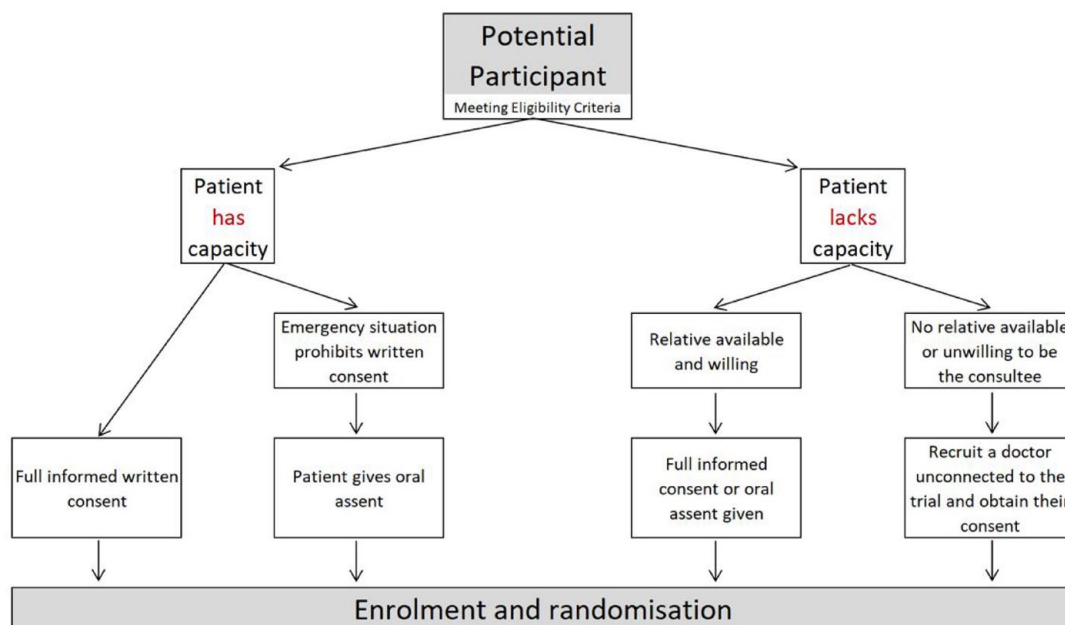 Potential
Participant
Meeting Eligibility Criteria
Patient
has
capacity
Patient
lacks
capacity
Emergency situation
prohibits written
consent
Relative available
and willing
No relative available
or unwilling to be
the consultee
Full informed written
consent
Patient gives oral
assent
Full informed
consent or oral
assent given
Recruit a doctor
unconnected to the
trial and obtain their
consent
Enrolment and randomisation